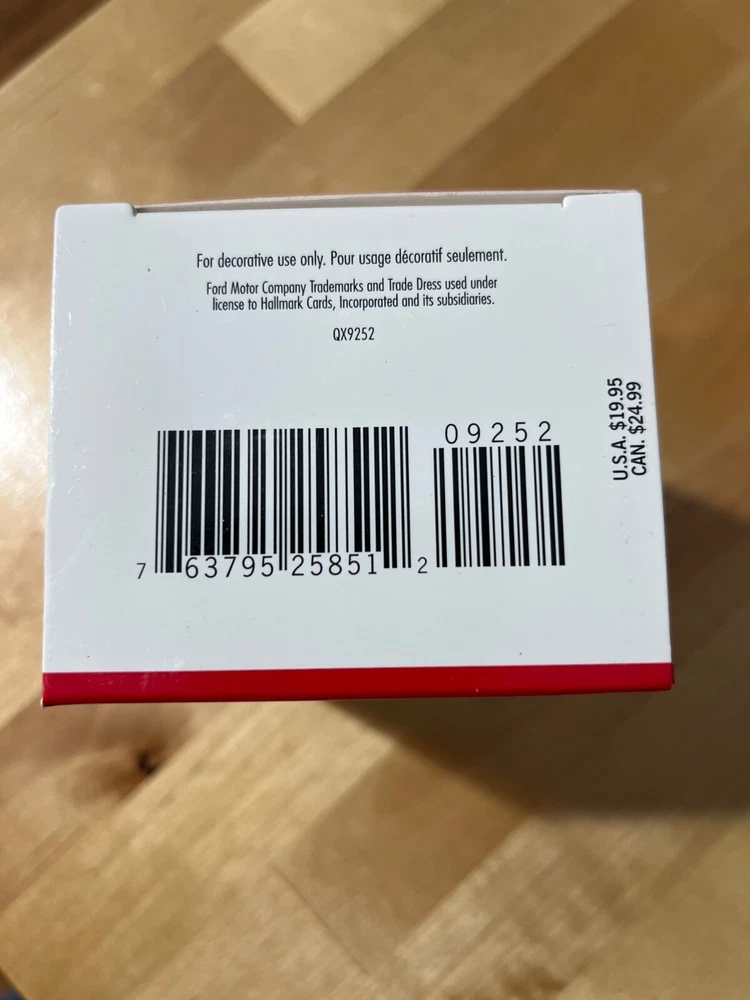 For decorative use only. Pour usage décoratif seulement.
Ford Motor Company Trademarks and Trade Dress used under
license to Hallmark Cards, Incorporated and its subsidiaries.
QX9252
U.S.A. $19.95
CAN. $24.99
09252
7 63795 25851 2